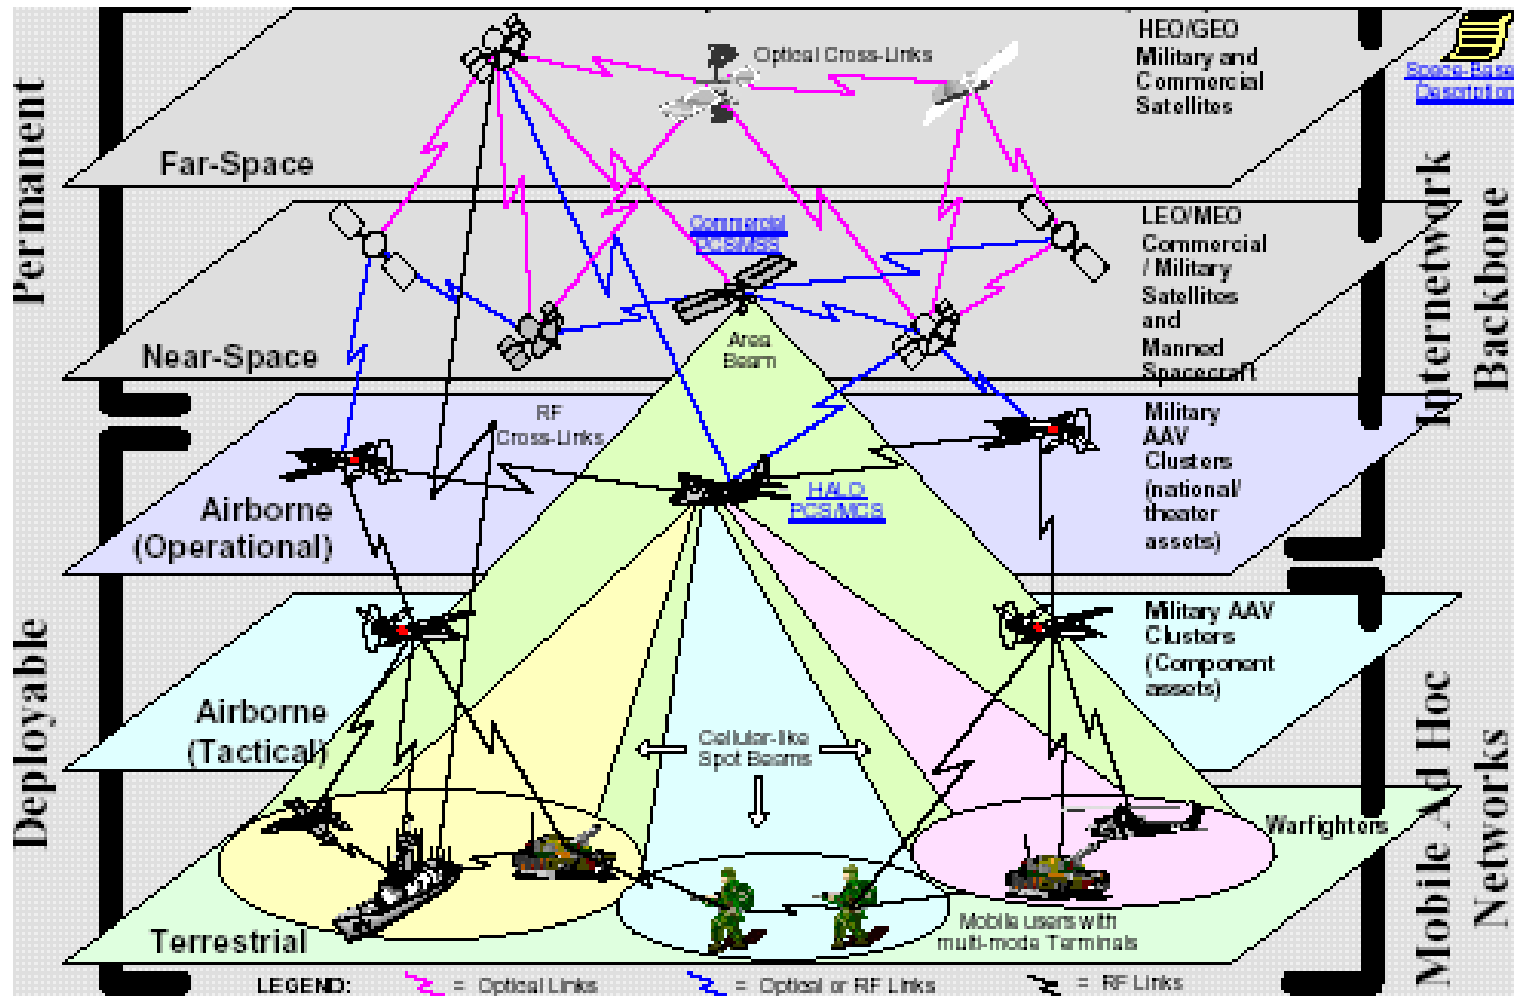 Permanent
Deployable
Internetwork
Backbone
Mobile Ad Hoc
Networks
Optical Cross-Links
HEO/GEO
Military and
Commercial
Satellites
Space-Base
Description
Far-Space
Commercial
PCS/MSS
LEO/MEO
Commercial
/ Military
Satellites
and
Manned
Spacecraft
Area
Beam
Near-Space
RF
Cross-Links
Military
AAV
Clusters
(national/
theater
assets)
HALO
PCS/MCS
Airborne
(Operational)
Military AAV
Clusters
(Component
assets)
Airborne
(Tactical)
Cellular-like
Spot Beams
Warfighters
Mobile users with
multi-mode Terminals
Terrestrial
LEGEND: = Optical Links = Optical or RF Links = RF Links